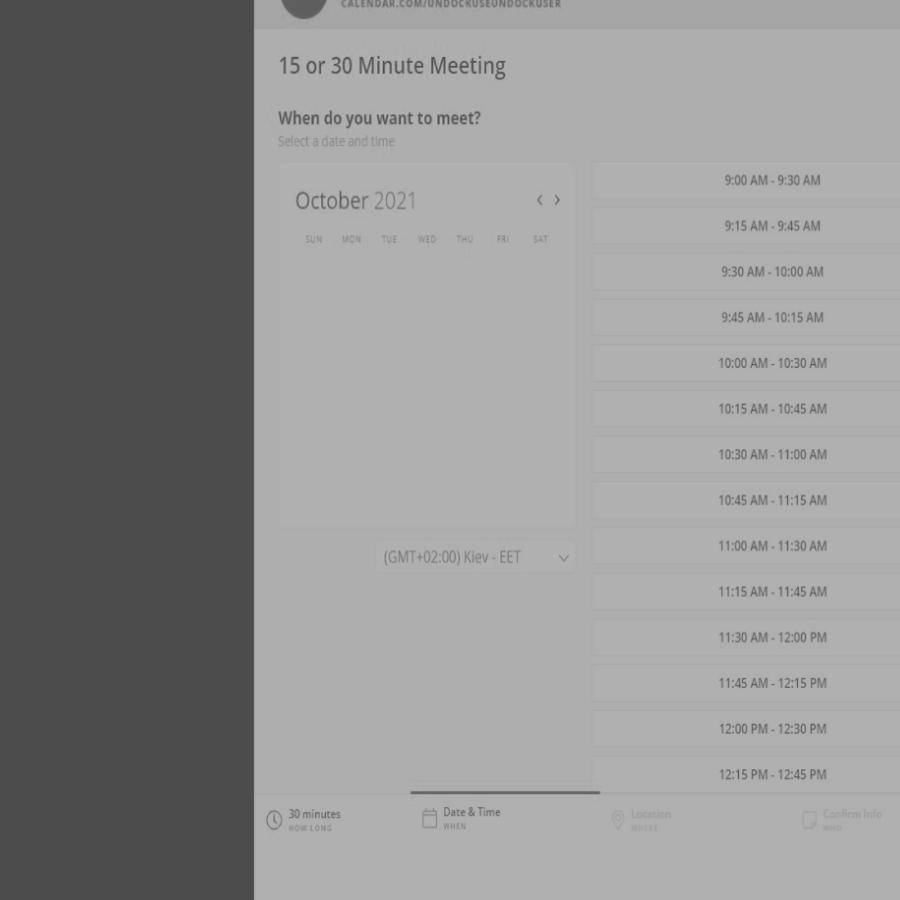 CALENDAR.COM/UNDOCKUSEUNDOCKUSER
15 or 30 Minute Meeting
When do you want to meet?
Select a date and time
October 2021
SUN MON TUE WED THU FRI SAT
(GMT+02:00) Kiev - EET
9:00 AM - 9:30 AM
9:15 AM - 9:45 AM
9:30 AM - 10:00 AM
9:45 AM - 10:15 AM
10:00 AM - 10:30 AM
10:15 AM - 10:45 AM
10:30 AM - 11:00 AM
10:45 AM - 11:15 AM
11:00 AM - 11:30 AM
11:15 AM - 11:45 AM
11:30 AM - 12:00 PM
11:45 AM - 12:15 PM
12:00 PM - 12:30 PM
12:15 PM - 12:45 PM
30 minutes
HOW LONG
Date & Time
WHEN
Location
WHERE
Confirm Info
WHO